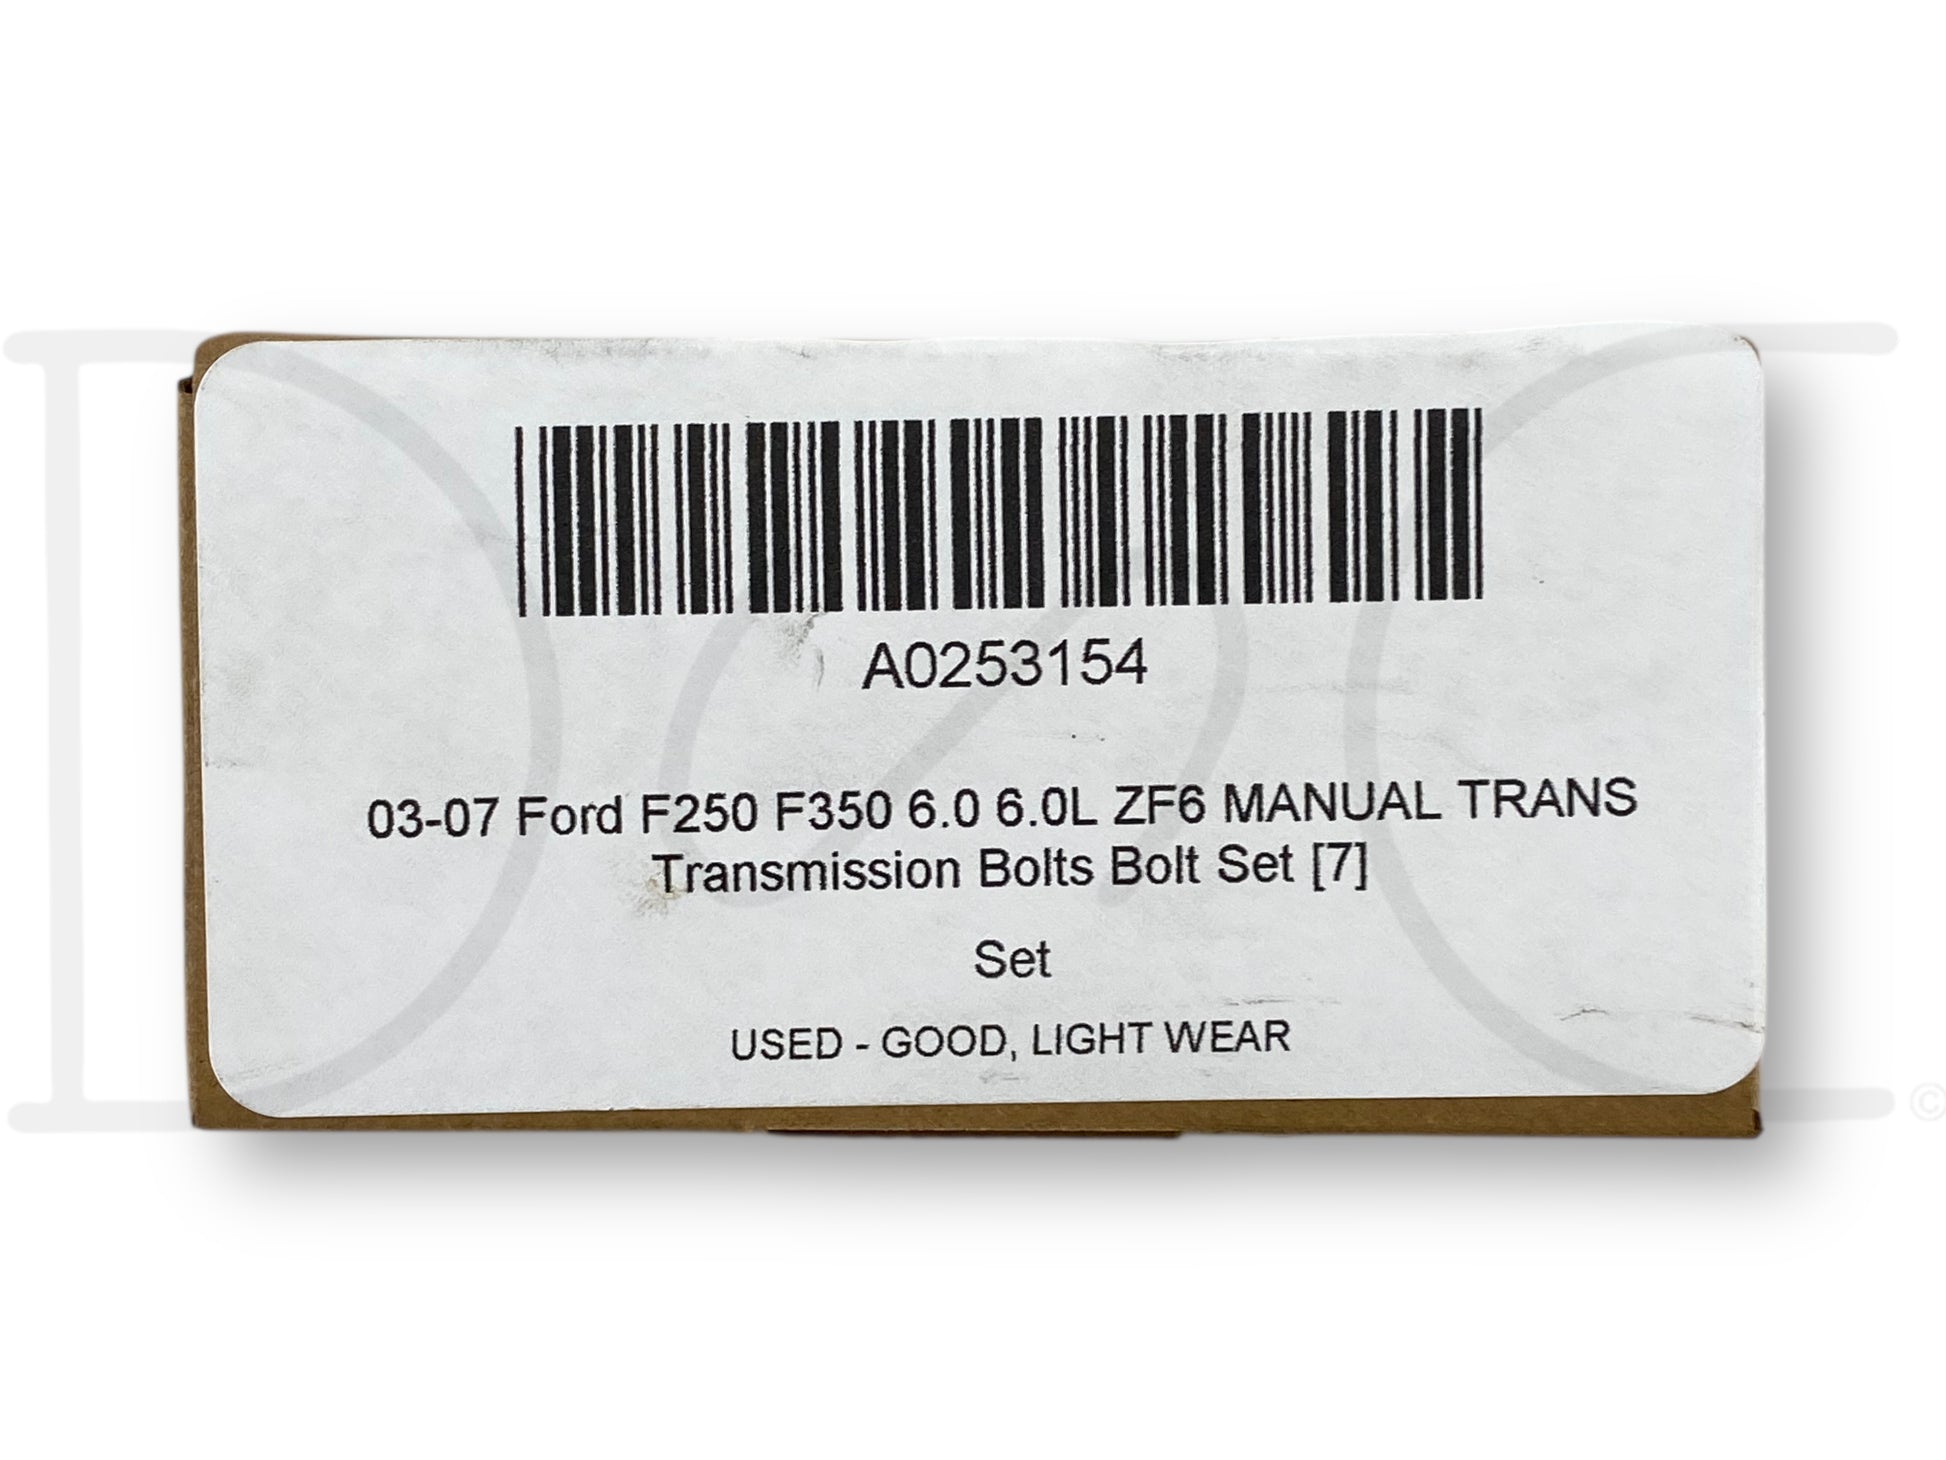 A0253154
03-07 Ford F250 F350 6.0 6.0L ZF6 MANUAL TRANS
Transmission Bolts Bolt Set [7]
Set
USED - GOOD, LIGHT WEAR
©